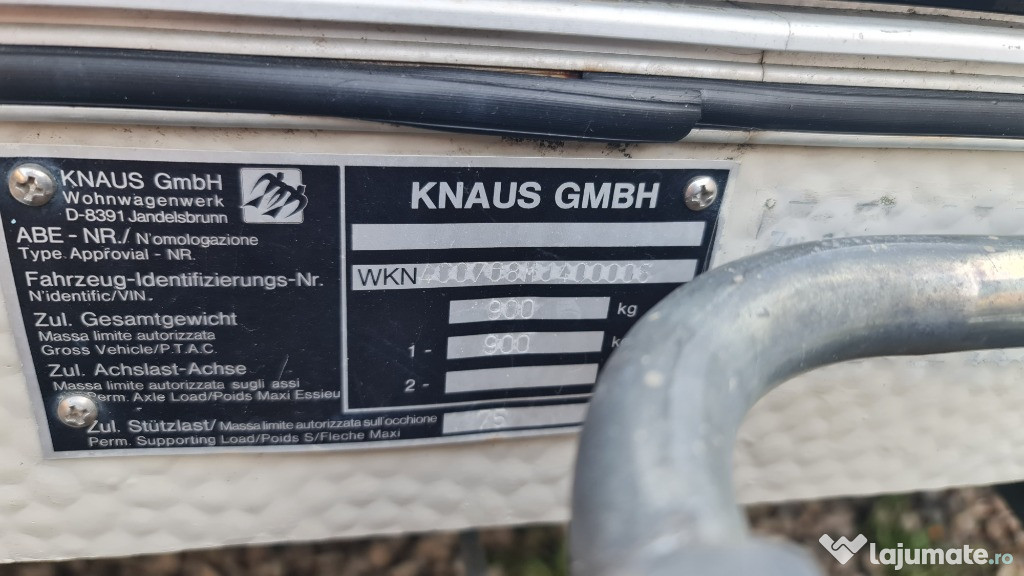 KNAUS GmbH
Wohnwagenwerk
D-8391 Jandelsbrunn
ABE - NR./ N'omologazione
Type Approvial - NR.
Fahrzeug-Identifizierungs-Nr.
N'identific/VIN.
Zul. Gesamtgewicht
Massa limite autorizzata
Gross Vehicle/P.T.A.C.
Zul. Achslast-Achse
Massa limite autorizzata sugli assi
Perm. Axle Load/Poids Maxi Essieu
Zul. Stützlast/ Massa limite autorizzata sull'occhione
Perm. Supporting Load/Poids S/Fleche Maxi
KNAUS GMBH
WKN
900 kg
1- 900
2-
75
lajumate.ro